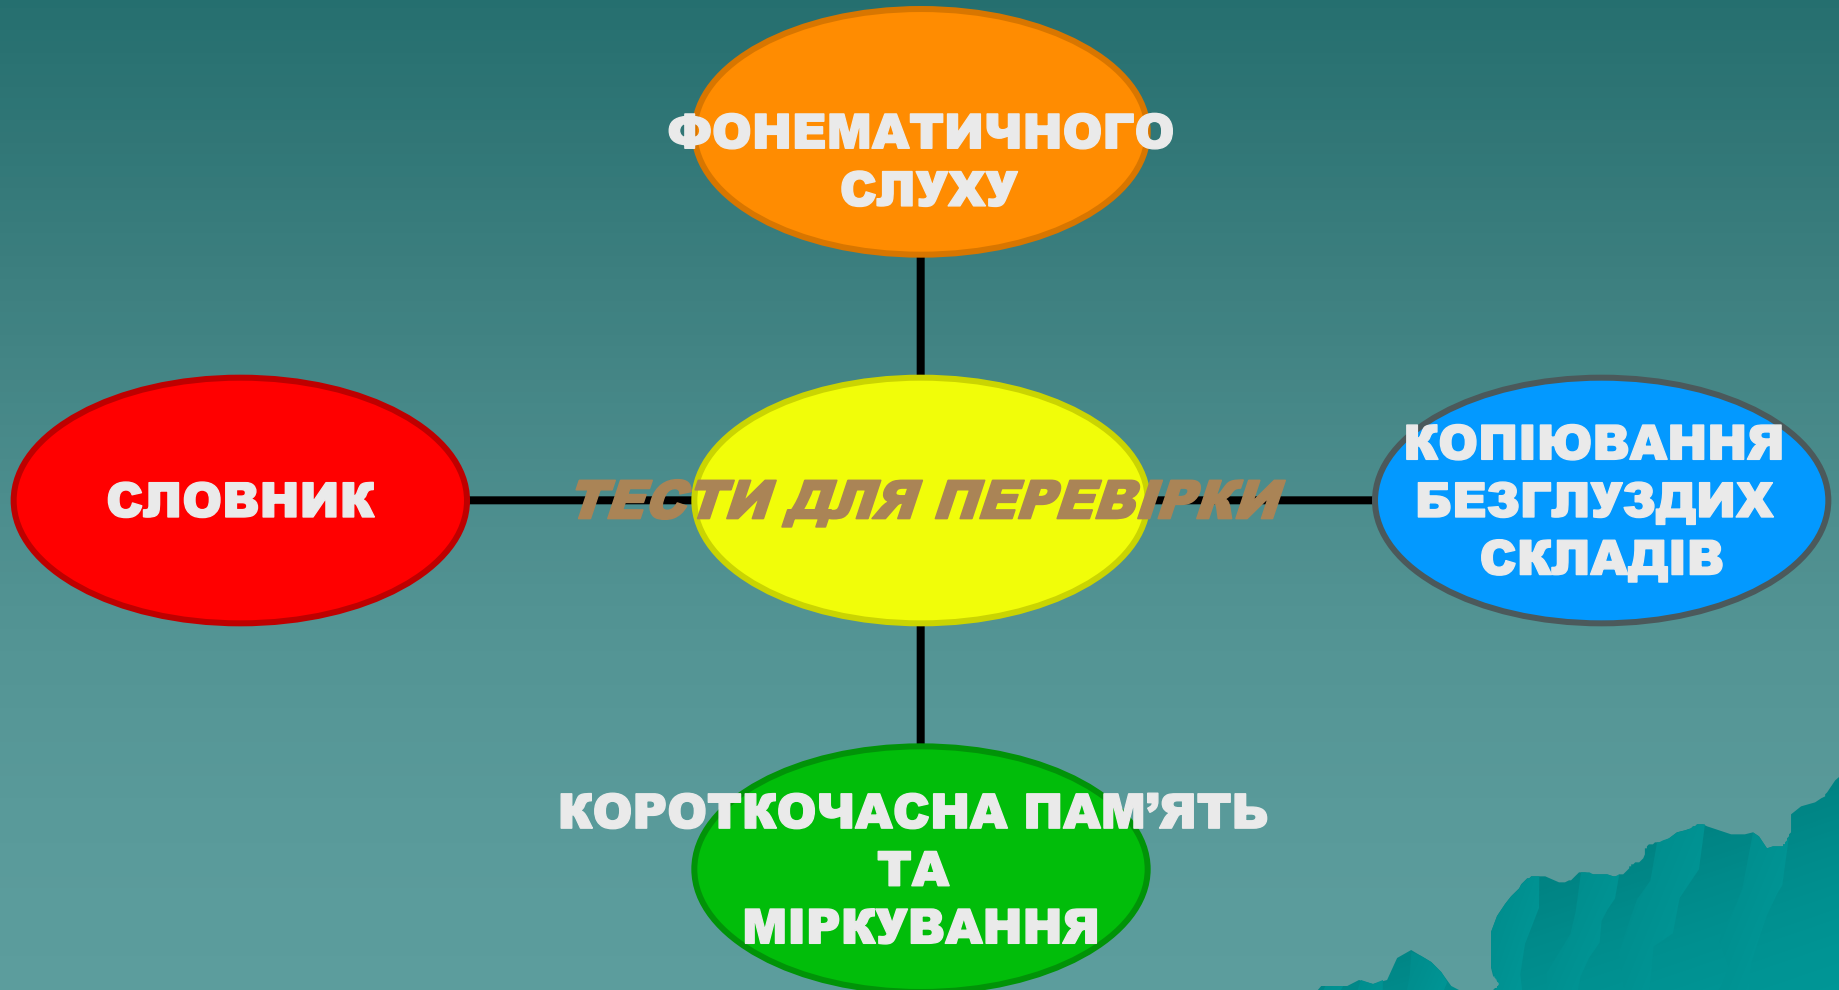 ФОНЕМАТИЧНОГО
СЛУХУ
СЛОВНИК
ТЕСТИ ДЛЯ ПЕРЕВІРКИ
КОПІЮВАННЯ
БЕЗГЛУЗДИХ
СКЛАДІВ
КОРОТКОЧАСНА ПАМ’ЯТЬ
ТА
МІРКУВАННЯ